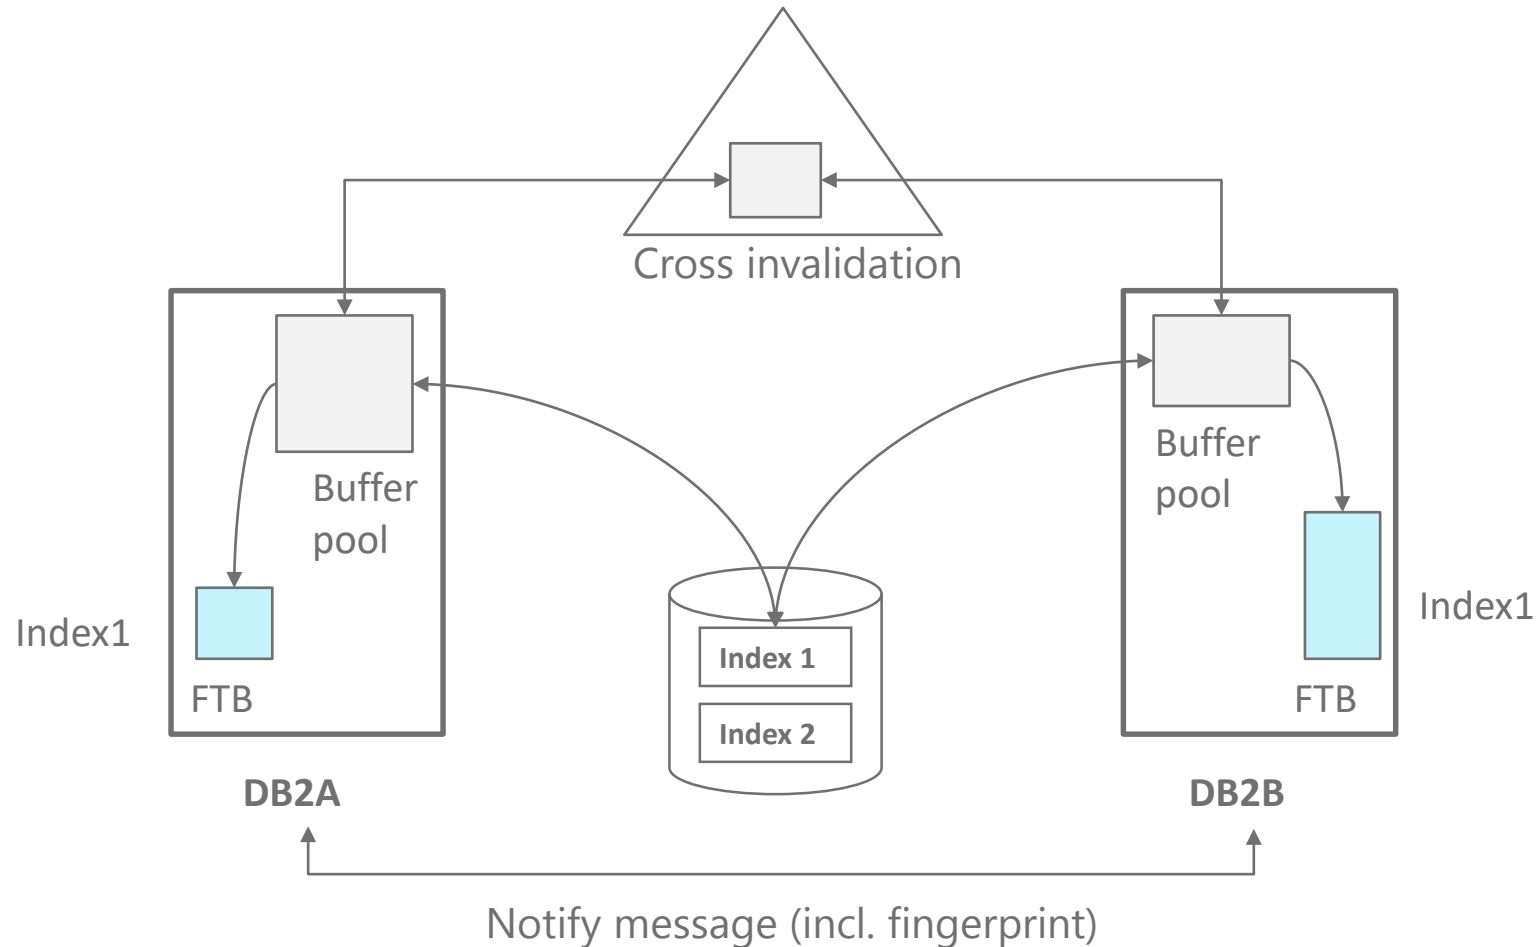 Cross invalidation
Buffer
pool
Buffer
pool
Index1
Index1
Index 1
FTB
FTB
Index 2
DB2A
DB2B
Notify message (incl. fingerprint)